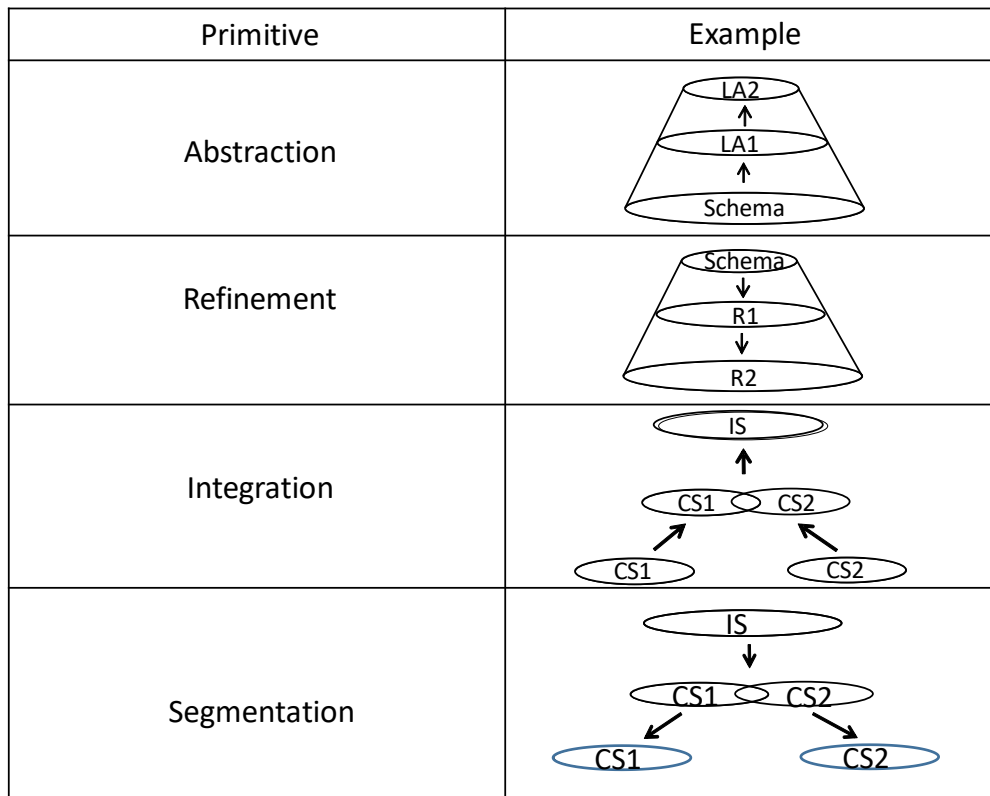 Primitive Example
Abstraction
LA2
LA1
Schema
Refinement
Schema
R1
R2
Integration
IS
CS1 CS2
CS1 CS2
Segmentation
IS
CS1 CS2
CS1 CS2